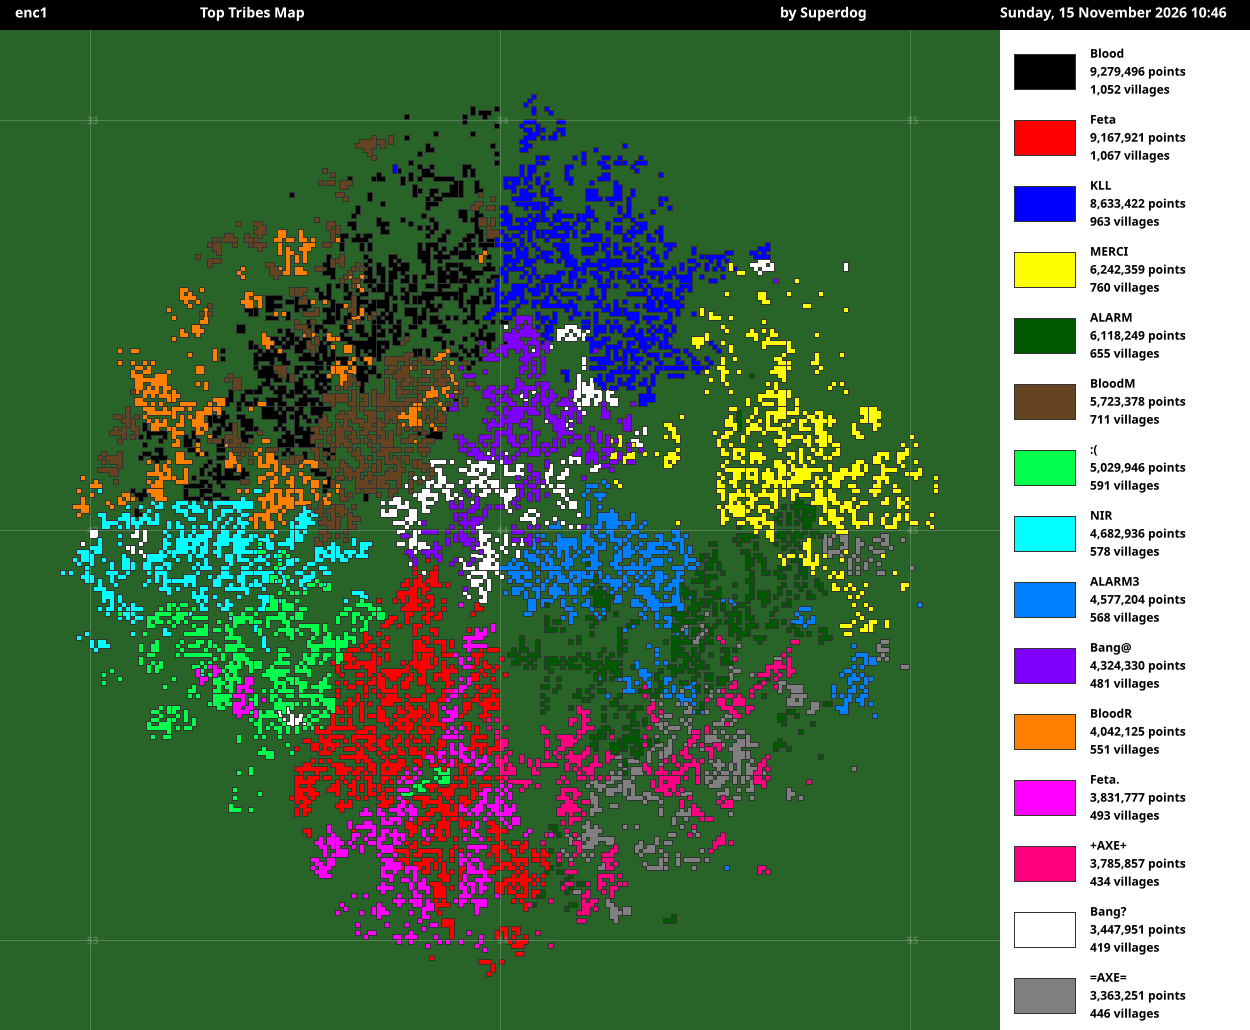 enc1 Top Tribes Map by Superdog Sunday, 15 November 2026 10:46
Blood
9,279,496 points
1,052 villages
Feta
9,167,921 points
1,067 villages
KLL
8,633,422 points
963 villages
MERCI
6,242,359 points
760 villages
ALARM
6,118,249 points
655 villages
BloodM
5,723,378 points
711 villages
:(
5,029,946 points
591 villages
NIR
4,682,936 points
578 villages
ALARM3
4,577,204 points
568 villages
Bang@
4,324,330 points
481 villages
BloodR
4,042,125 points
551 villages
Feta.
3,831,777 points
493 villages
+AXE+
3,785,857 points
434 villages
Bang?
3,447,951 points
419 villages
=AXE=
3,363,251 points
446 villages
33 34 35
45
53 55